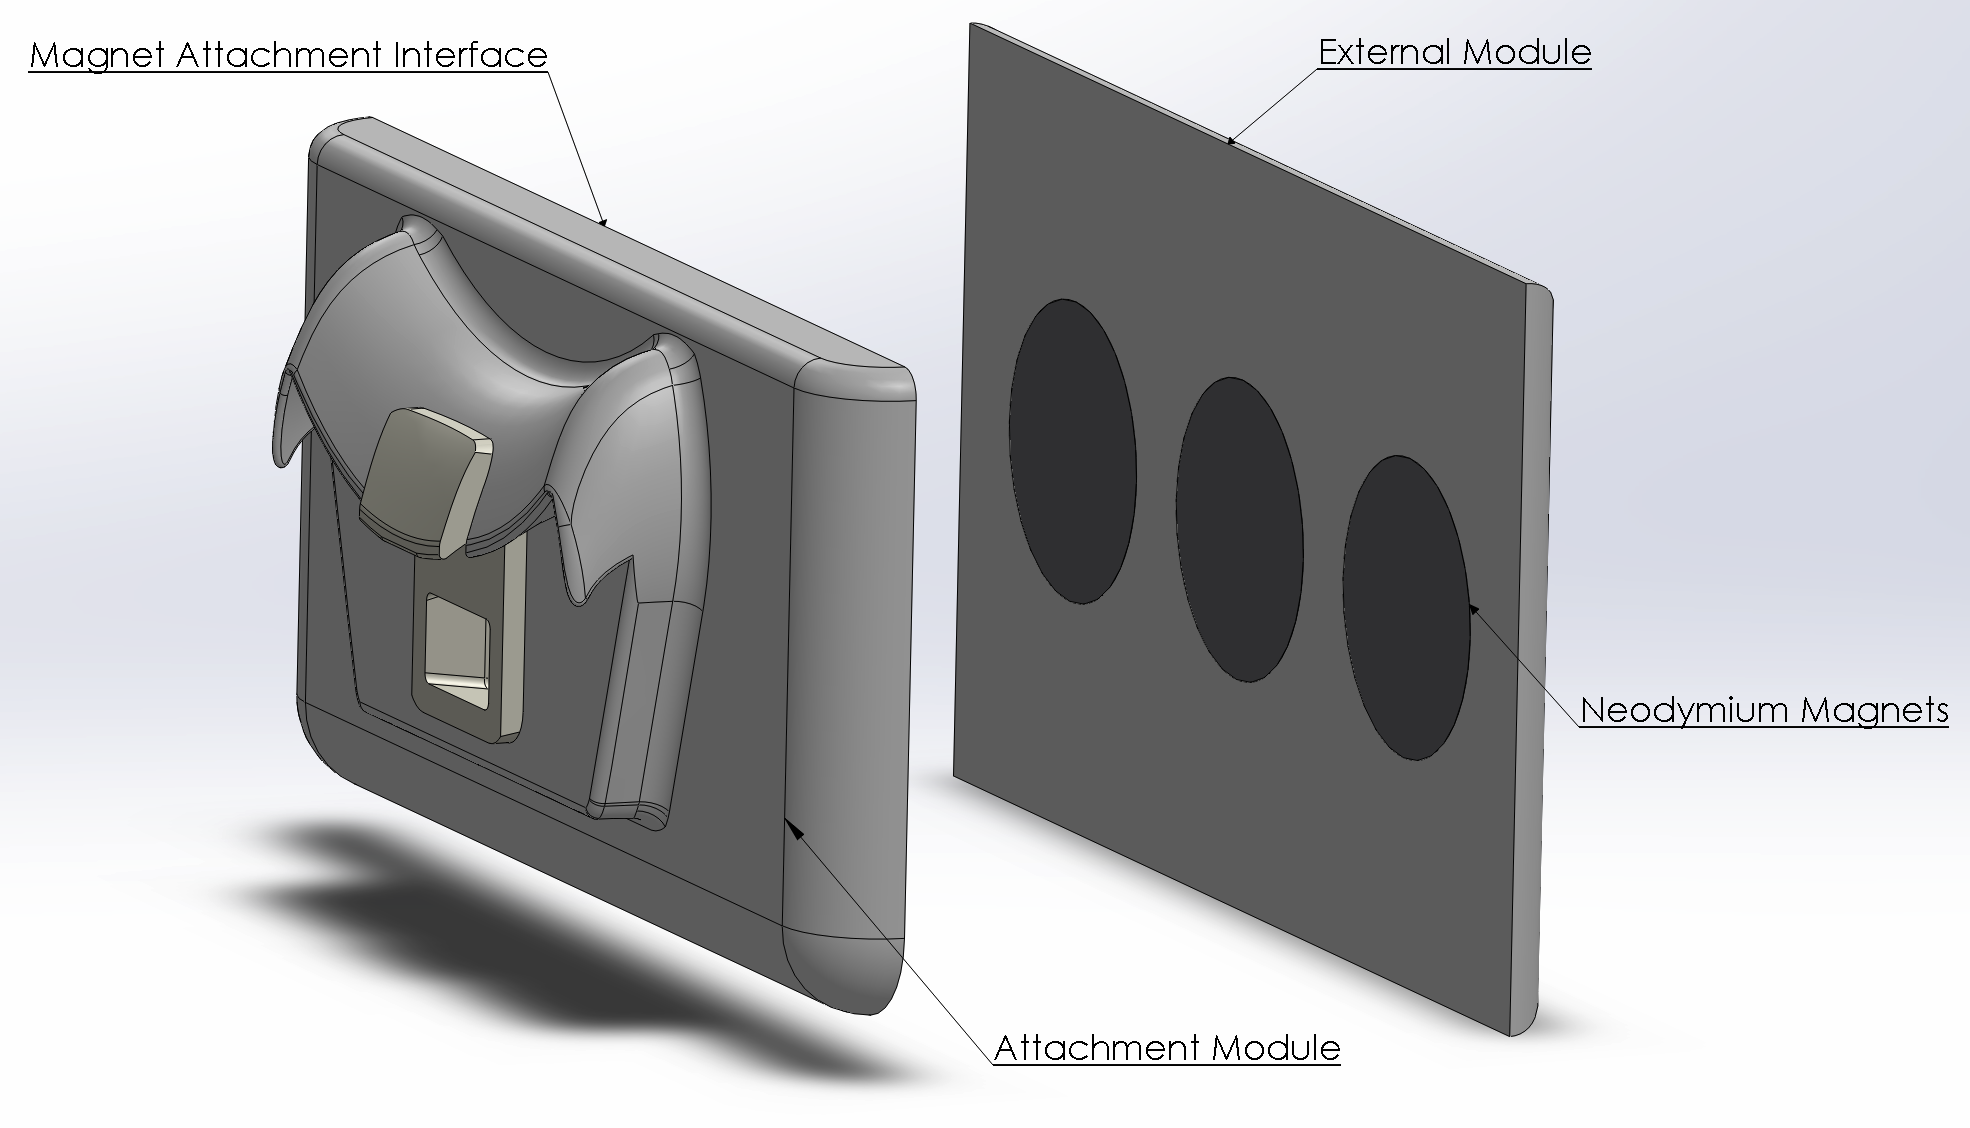 Magnet Attachment Interface
External Module
Neodymium Magnets
Attachment Module